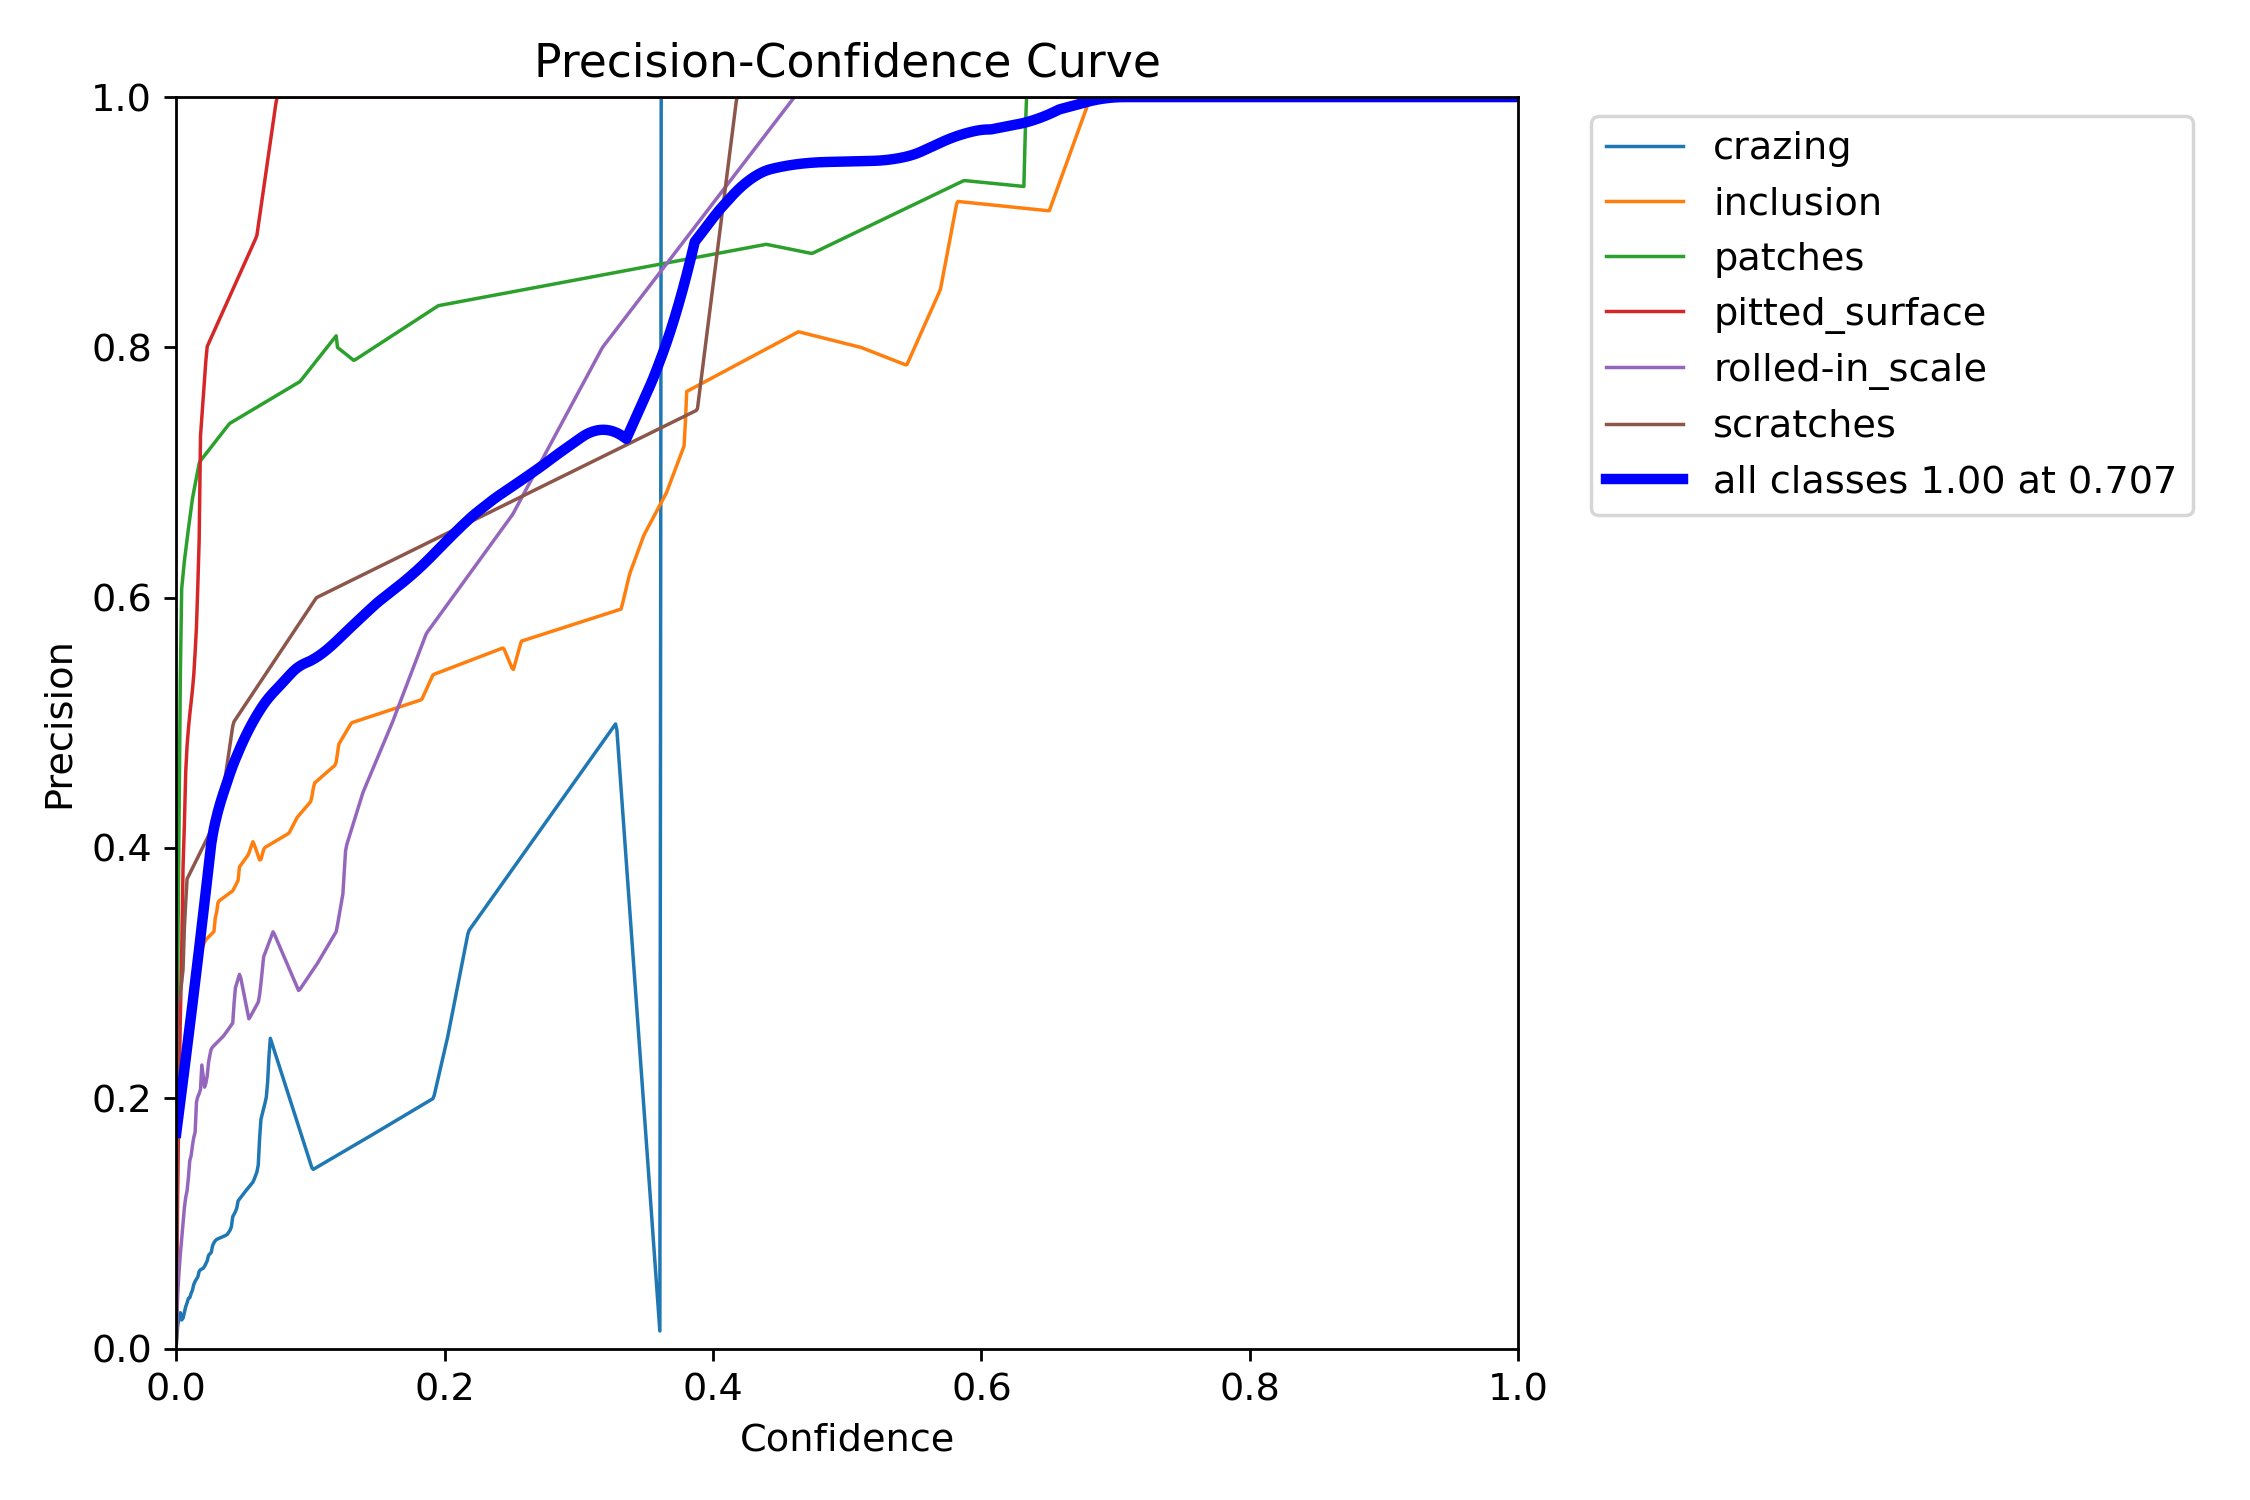 Precision-Confidence Curve
1.0
0.8
0.6
0.4
0.2
0.0
Precision
0.0 0.2 0.4 0.6 0.8 1.0
Confidence
crazing
inclusion
patches
pitted_surface
rolled-in_scale
scratches
all classes 1.00 at 0.707